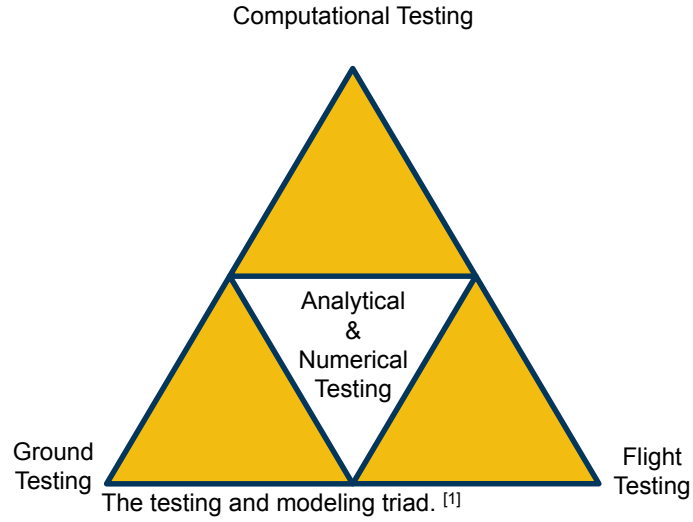 Computational Testing
Analytical
&
Numerical
Testing
Ground
Testing
Flight
Testing
The testing and modeling triad. [1]